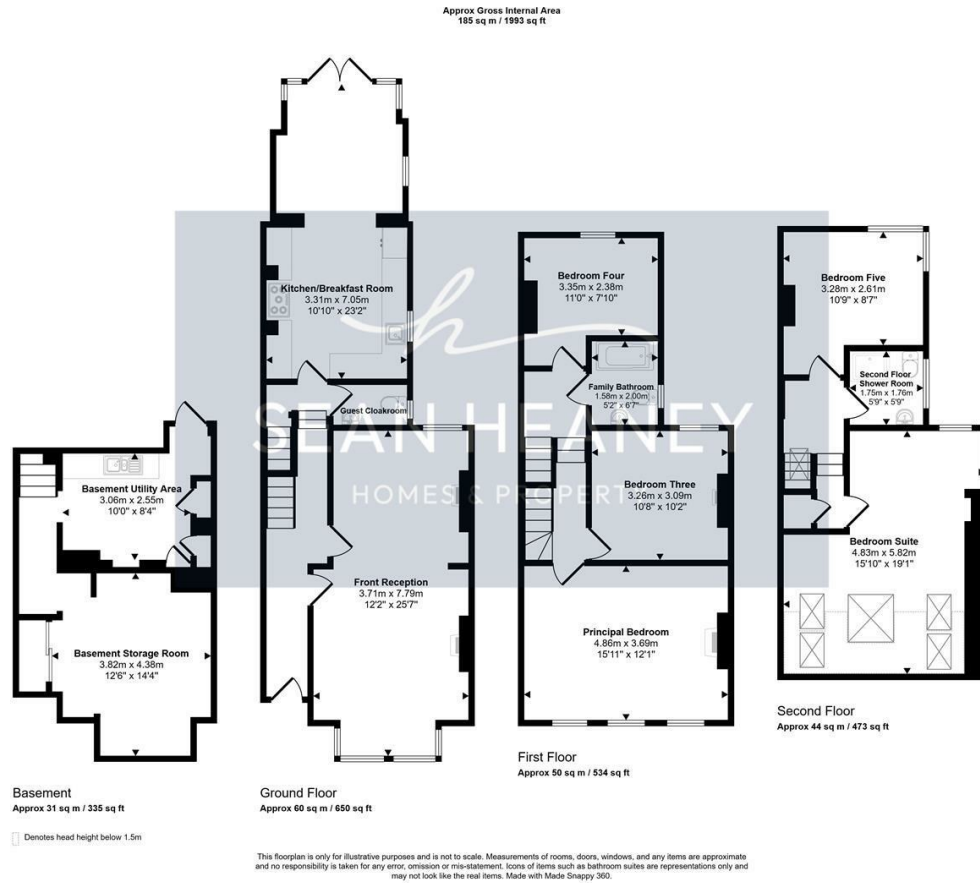 Approx Gross Internal Area
185 sq m / 1993 sq ft
Kitchen/Breakfast Room
3.31m x 7.05m
10'10" x 23'2"
Guest Cloakroom
Basement Utility Area
3.06m x 2.55m
10'0" x 8'4"
Basement Storage Room
3.82m x 4.38m
12'6" x 14'4"
Front Reception
3.71m x 7.79m
12'2" x 25'7"
Bedroom Four
3.35m x 2.38m
11'0" x 7'10"
Family Bathroom
1.58m x 2.00m
5'2" x 6'7"
Bedroom Three
3.26m x 3.09m
10'8" x 10'2"
Principal Bedroom
4.86m x 3.69m
15'11" x 12'1"
Bedroom Five
3.28m x 2.61m
10'9" x 8'7"
Second Floor
Shower Room
1.75m x 1.76m
5'9" x 5'9"
Bedroom Suite
4.83m x 5.82m
15'10" x 19'1"
h
SEAN HEANEY
HOMES & PROPERT
Basement
Approx 31 sq m / 335 sq ft
Ground Floor
Approx 60 sq m / 650 sq ft
First Floor
Approx 50 sq m / 534 sq ft
Second Floor
Approx 44 sq m / 473 sq ft
Denotes head height below 1.5m
This floorplan is only for illustrative purposes and is not to scale. Measurements of rooms, doors, windows, and any items are approximate
and no responsibility is taken for any error, omission or mis-statement. Icons of items such as bathroom suites are representations only and
may not look like the real items. Made with Made Snappy 360.